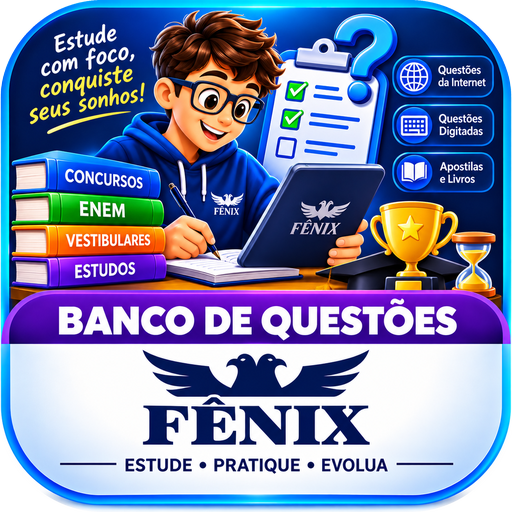 Estude
com foco,
conquiste
seus sonhos!
Questões
da Internet
Questões
Digitadas
Apostilas
e Livros
CONCURSOS
ENEM
VESTIBULARES
ESTUDOS
FÊNIX
FÊNIX
BANCO DE QUESTÕES
FÊNIX
ESTUDE • PRATIQUE • EVOLUA